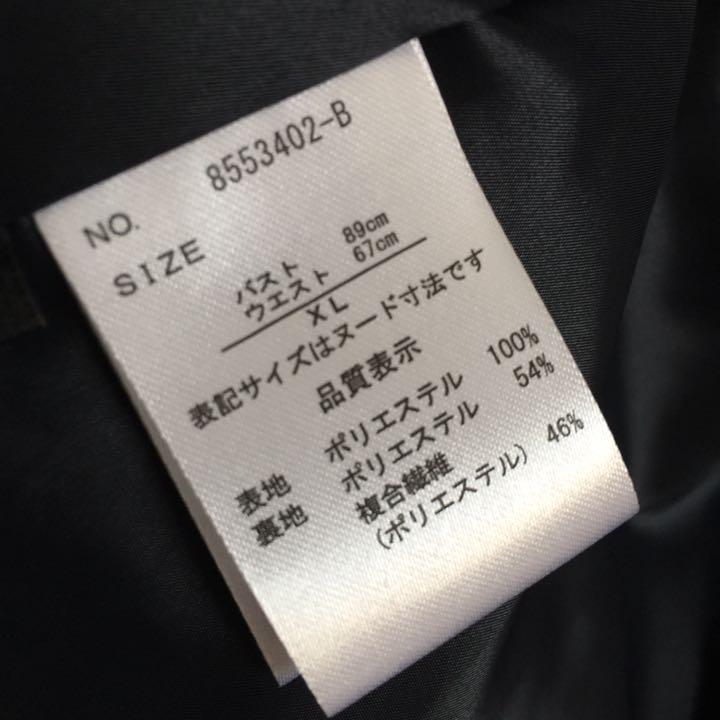 NO. 8553402-B
SIZE
バスト 89cm
ウエスト 67cm
XL
表記サイズはヌード寸法です
品質表示
表地 ポリエステル 100%
裏地 ポリエステル 54%
複合繊維 46%
(ポリエステル)